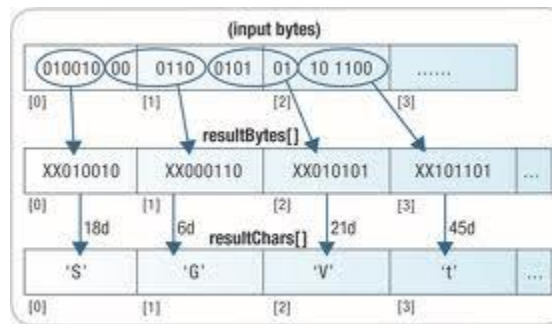 (input bytes)
010010 00 0110 0101 01 10 1100 ......
[0] [1] [2] [3]
resultBytes[]
XX010010 XX000110 XX010101 XX101101 ...
[0] [1] [2] [3]
18d 6d 21d 45d
resultChars[]
'S' 'G' 'V' 't' ...
[0] [1] [2] [3]